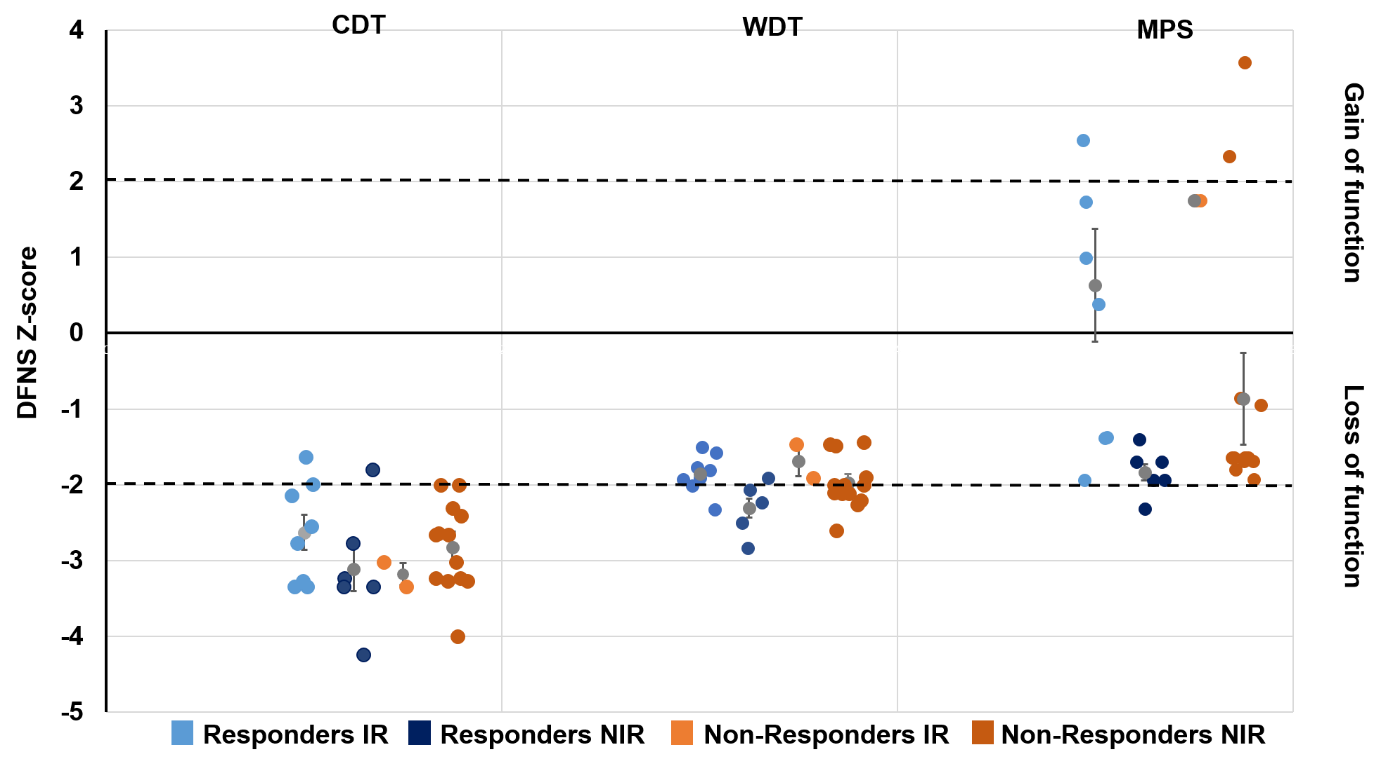 CDT WDT MPS
4
3
2
1
0
-1
-2
-3
-4
-5
DFNS Z-score
Gain of function
Loss of function
Responders IR Responders NIR Non-Responders IR Non-Responders NIR